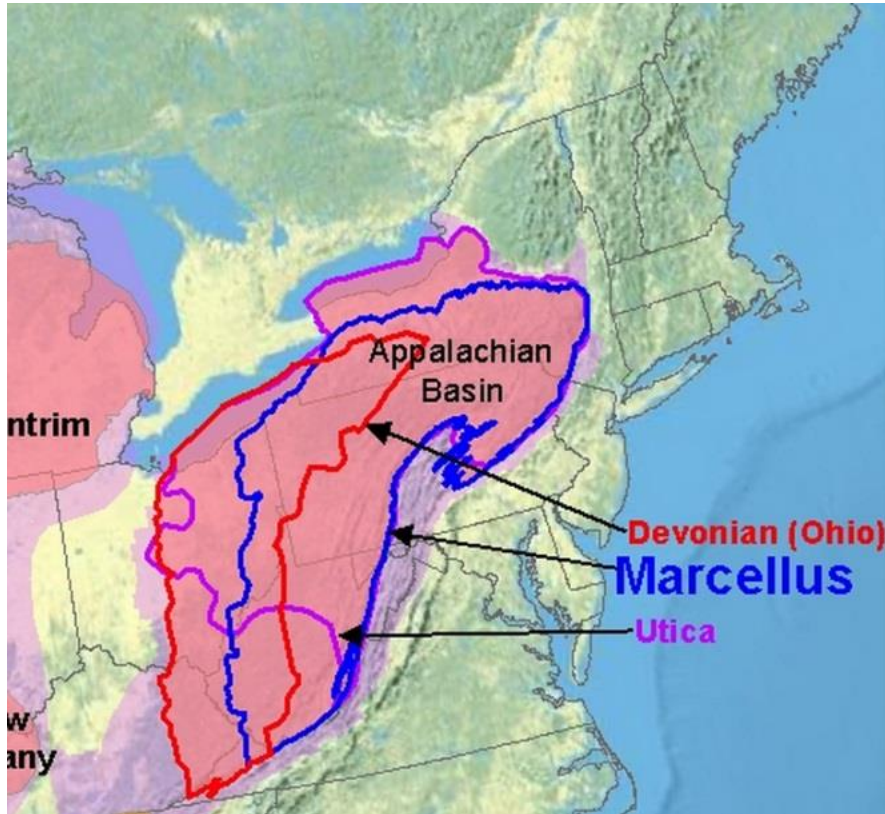 Appalachian
Basin
ntrim
Devonian (Ohio)
Marcellus
Utica
w
any